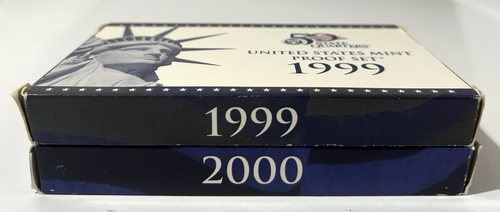 50
STATE
QUARTERS
UNITED STATES MINT
PROOF SET®
1999
1999
2000